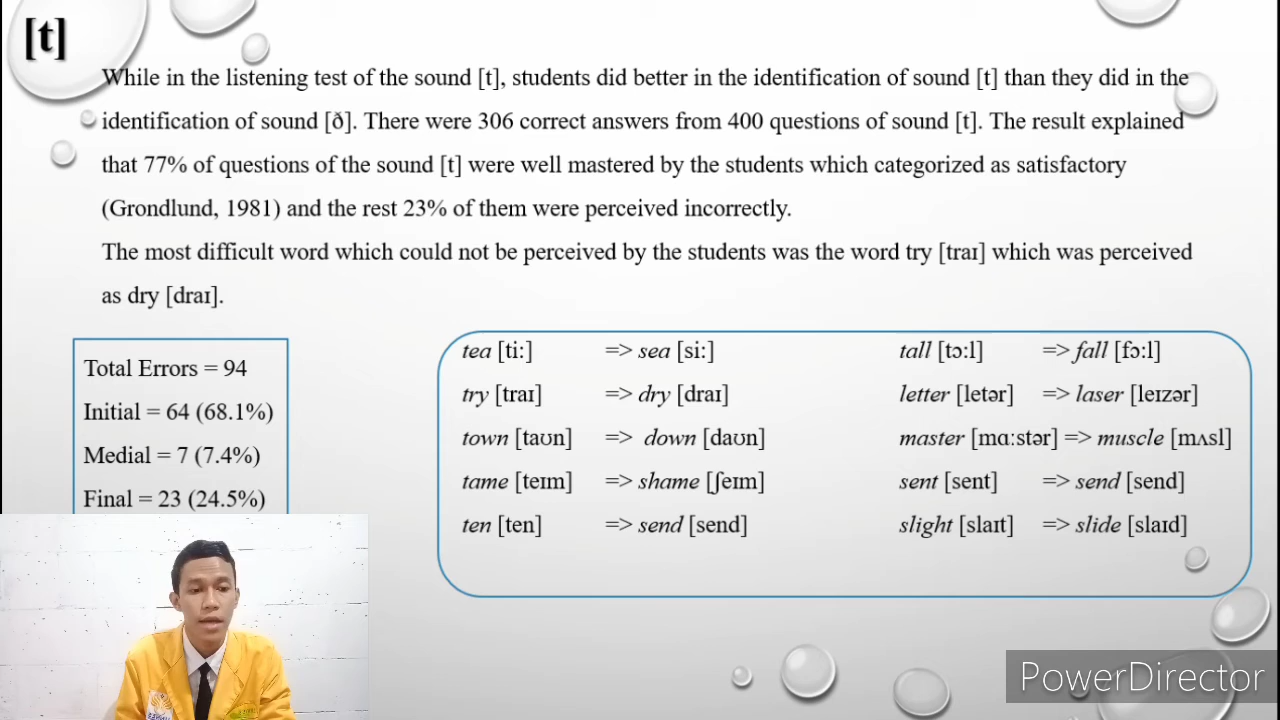 [t]
While in the listening test of the sound [t], students did better in the identification of sound [t] than they did in the
identification of sound [ð]. There were 306 correct answers from 400 questions of sound [t]. The result explained
that 77% of questions of the sound [t] were well mastered by the students which categorized as satisfactory
(Grondlund, 1981) and the rest 23% of them were perceived incorrectly.
The most difficult word which could not be perceived by the students was the word try [traɪ] which was perceived
as dry [draɪ].
Total Errors = 94
Initial = 64 (68.1%)
Medial = 7 (7.4%)
Final = 23 (24.5%)
tea [ti:] => sea [si:]
try [traɪ] => dry [draɪ]
town [taʊn] => down [daʊn]
tame [teɪm] => shame [ʃeɪm]
ten [ten] => send [send]
tall [tɔ:l] => fall [fɔ:l]
letter [letər] => laser [leɪzər]
master [mɑ:stər] => muscle [mʌsl]
sent [sent] => send [send]
slight [slaɪt] => slide [slaɪd]
PowerDirector